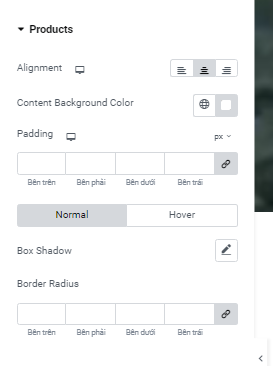 Products
Alignment
Content Background Color
Padding px
Bên trên Bên phải Bên dưới Bên trái
Normal Hover
Box Shadow
Border Radius
Bên trên Bên phải Bên dưới Bên trái